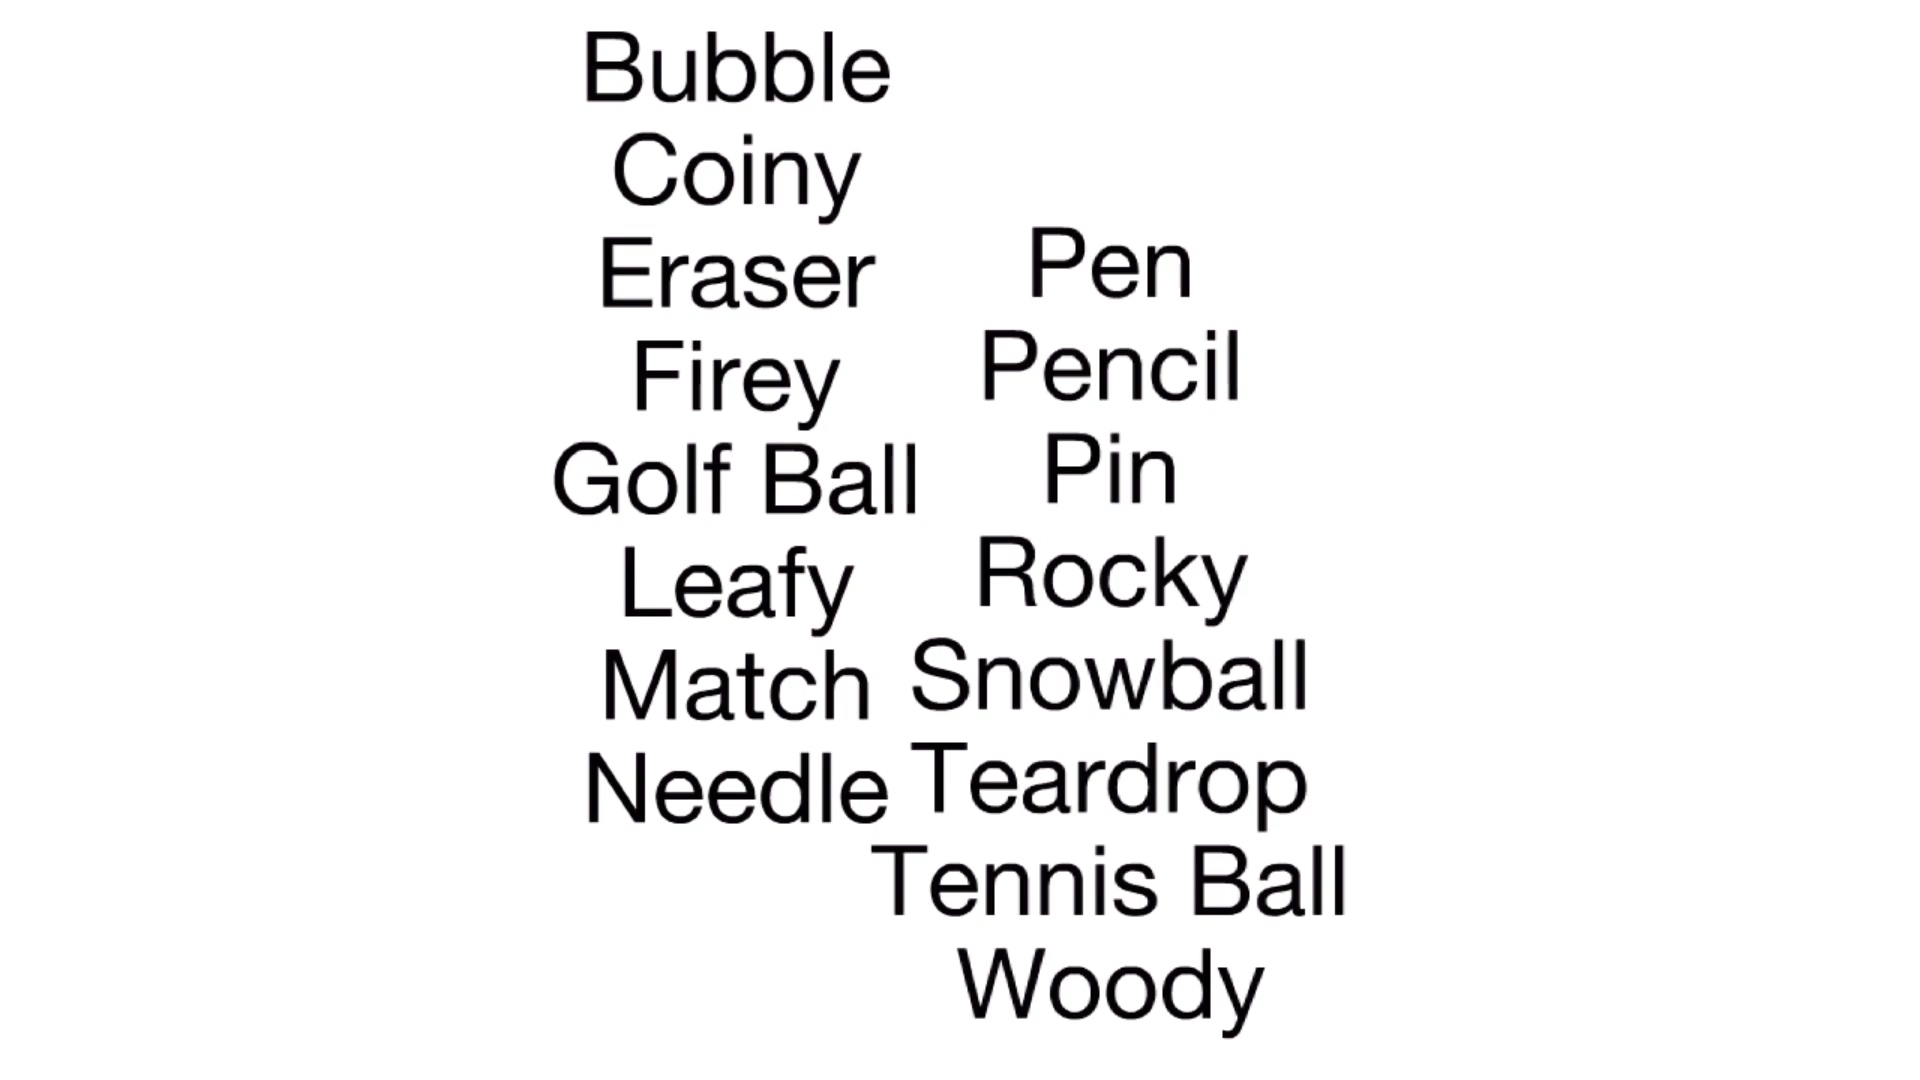 Bubble
Coiny
Eraser
Firey
Golf Ball
Leafy
Match
Needle
Pen
Pencil
Pin
Rocky
Snowball
Teardrop
Tennis Ball
Woody